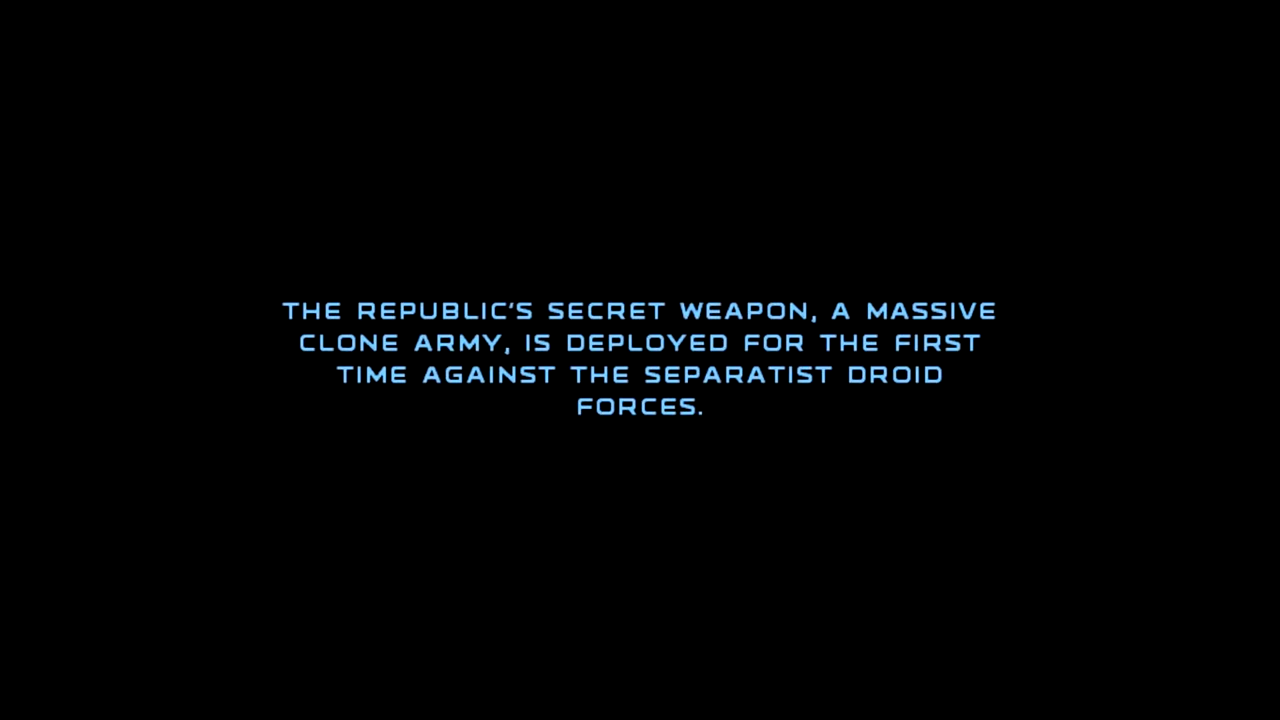 THE REPUBLIC'S SECRET WEAPON, A MASSIVE
CLONE ARMY, IS DEPLOYED FOR THE FIRST
TIME AGAINST THE SEPARATIST DROID
FORCES.